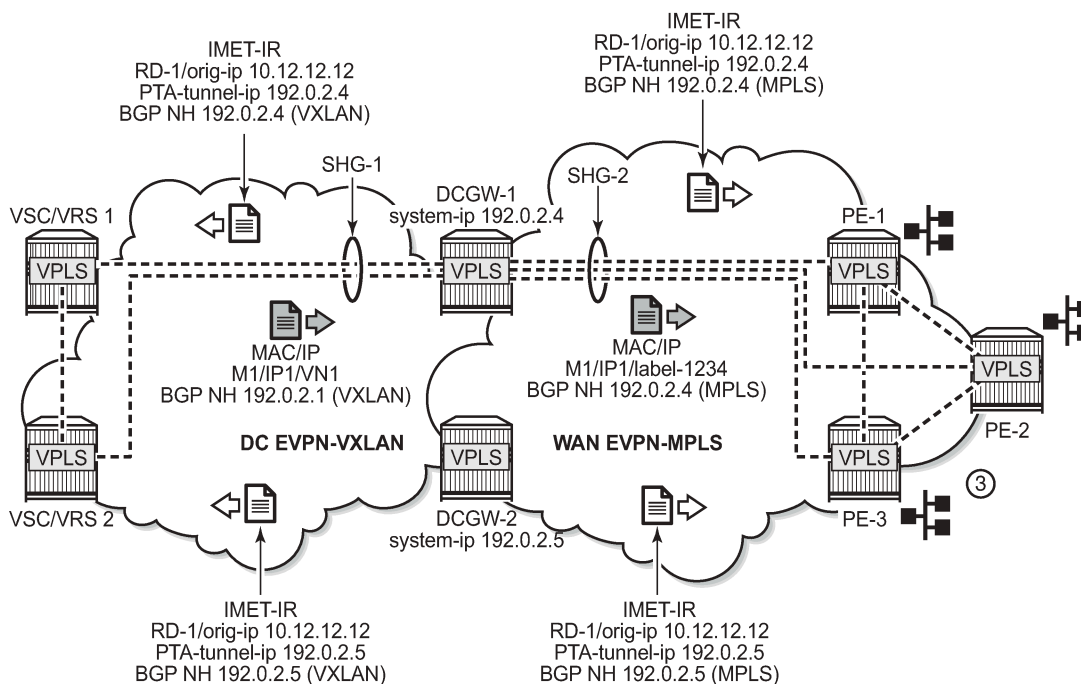 IMET-IR
RD-1/orig-ip 10.12.12.12
PTA-tunnel-ip 192.0.2.4
BGP NH 192.0.2.4 (VXLAN)
IMET-IR
RD-1/orig-ip 10.12.12.12
PTA-tunnel-ip 192.0.2.4
BGP NH 192.0.2.4 (MPLS)
SHG-1
SHG-2
VSC/VRS 1
VPLS
DCGW-1
system-ip 192.0.2.4
VPLS
PE-1
VPLS
MAC/IP
M1/IP1/VN1
BGP NH 192.0.2.1 (VXLAN)
MAC/IP
M1/IP1/label-1234
BGP NH 192.0.2.4 (MPLS)
VPLS
PE-2
DC EVPN-VXLAN
WAN EVPN-MPLS
VPLS
VSC/VRS 2
VPLS
DCGW-2
system-ip 192.0.2.5
VPLS
PE-3
3
IMET-IR
RD-1/orig-ip 10.12.12.12
PTA-tunnel-ip 192.0.2.5
BGP NH 192.0.2.5 (VXLAN)
IMET-IR
RD-1/orig-ip 10.12.12.12
PTA-tunnel-ip 192.0.2.5
BGP NH 192.0.2.5 (MPLS)